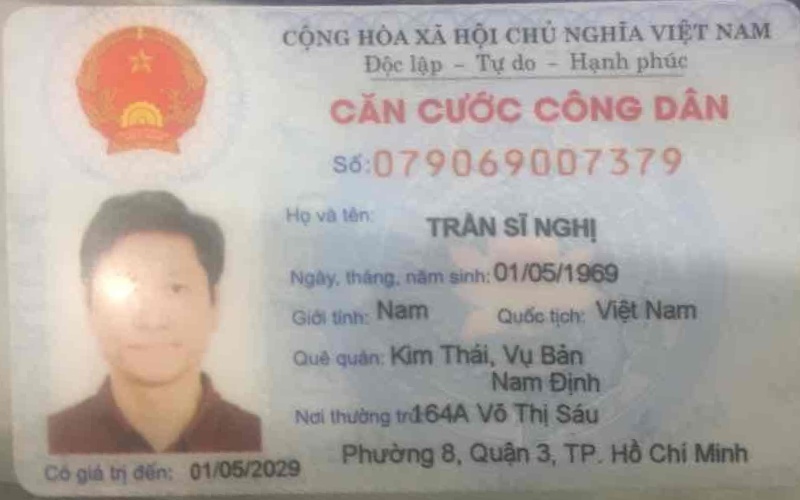 CỘNG HÒA XÃ HỘI CHỦ NGHĨA VIỆT NAM
Độc lập - Tự do - Hạnh phúc
CĂN CƯỚC CÔNG DÂN
Số: 079069007379
Họ và tên: TRẦN SĨ NGHỊ
Ngày, tháng, năm sinh: 01/05/1969
Giới tính: Nam Quốc tịch: Việt Nam
Quê quán: Kim Thái, Vụ Bản
Nam Định
Nơi thường trú: 164A Võ Thị Sáu
Phường 8, Quận 3, TP. Hồ Chí Minh
Có giá trị đến: 01/05/2029